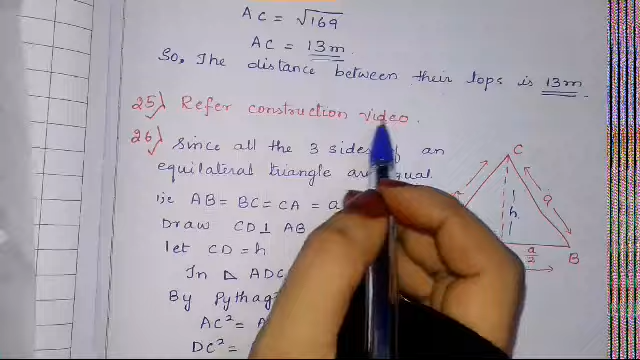 AC = √169
AC = 13m.
So, The distance between their tops is 13m
25) Refer construction video.
26) Since all the 3 sides of an
equilateral triangle are equal
i;e AB = BC = CA = a
Draw CD⊥ AB
let CD = h
In △ ADC
By Pythag
AC² = A
DC² =
C
a
h
a/2
B